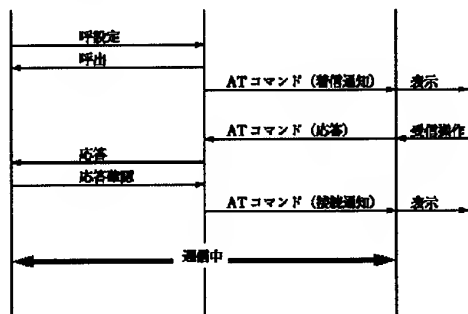 呼設定
呼出
ATコマンド（着信通知） 表示
ATコマンド（応答） 受信操作
応答
応答確認
ATコマンド（接続通知） 表示
通信中